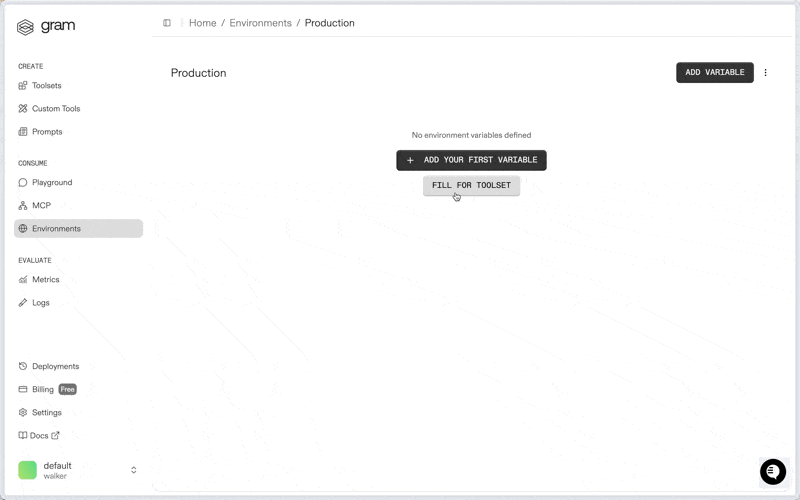 gram
Home / Environments / Production
CREATE
Toolsets
Custom Tools
Prompts
CONSUME
Playground
MCP
Environments
EVALUATE
Metrics
Logs
Deployments
Billing Free
Settings
Docs
default
walker
Production
ADD VARIABLE
No environment variables defined
+ ADD YOUR FIRST VARIABLE
FILL FOR TOOLSET